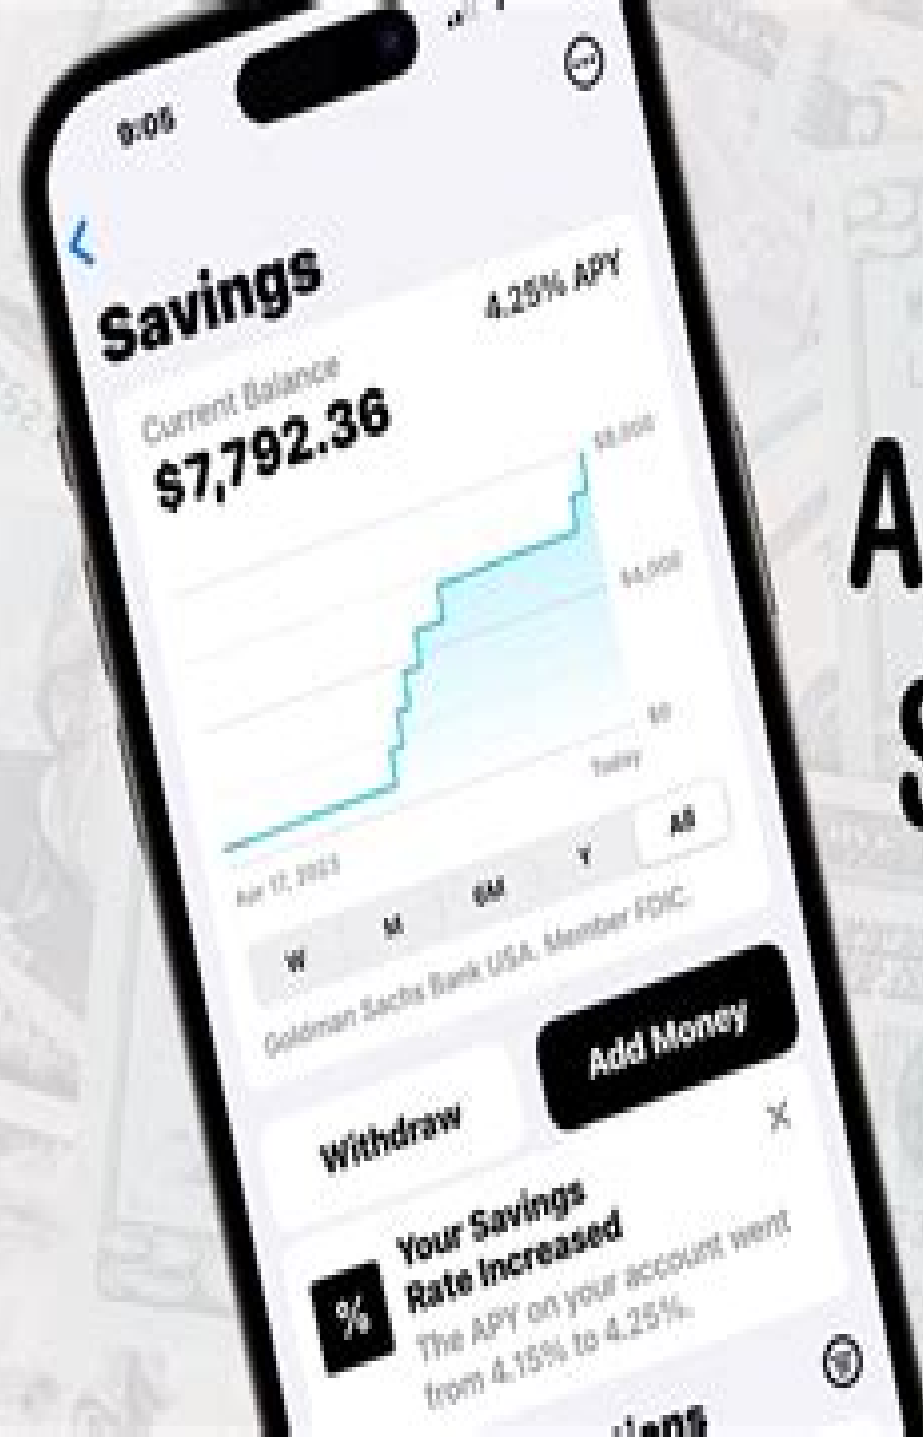 9:05
Savings
4.25% APY
Current Balance
$7,792.36
$8,000
$4,000
$0
Today
Apr 17, 2023
W M 6M Y All
Goldman Sachs Bank USA. Member FDIC.
Withdraw
Add Money
Your Savings
Rate Increased
%
The APY on your account went
from 4.15% to 4.25%.
A
S